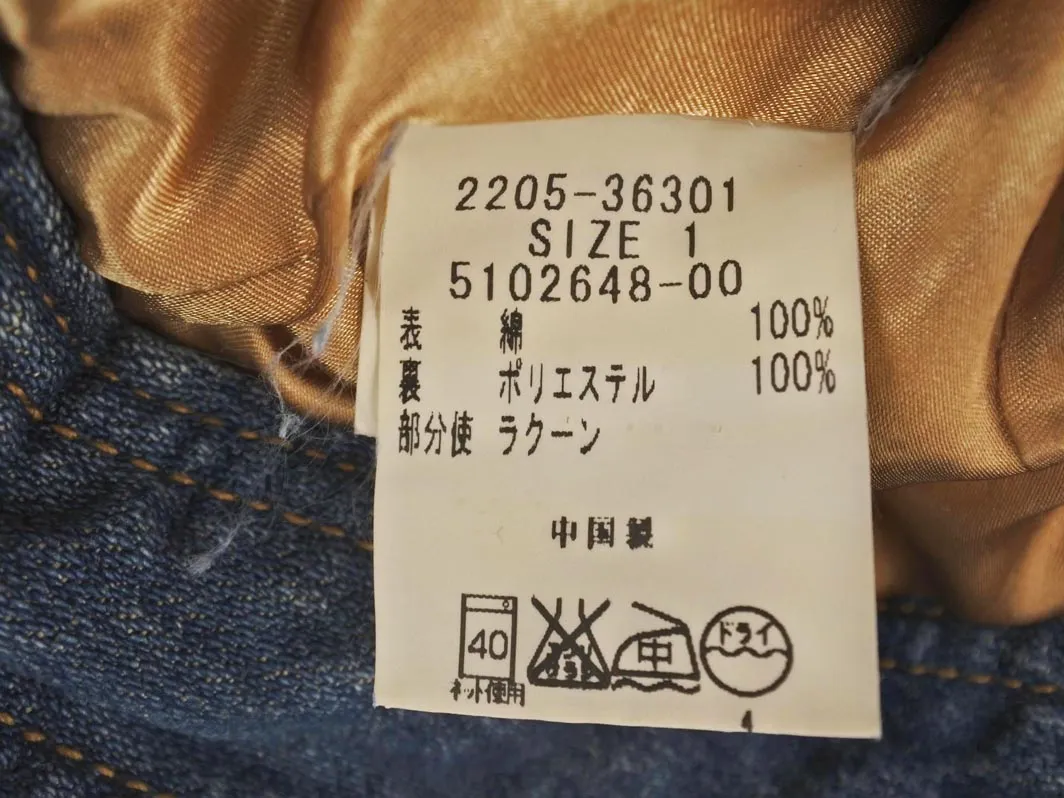 2205-36301
SIZE 1
5102648-00
表 綿 100%
裏 ポリエステル 100%
部分使 ラクーン
中国製
40
ネット使用
中
ドライ
4